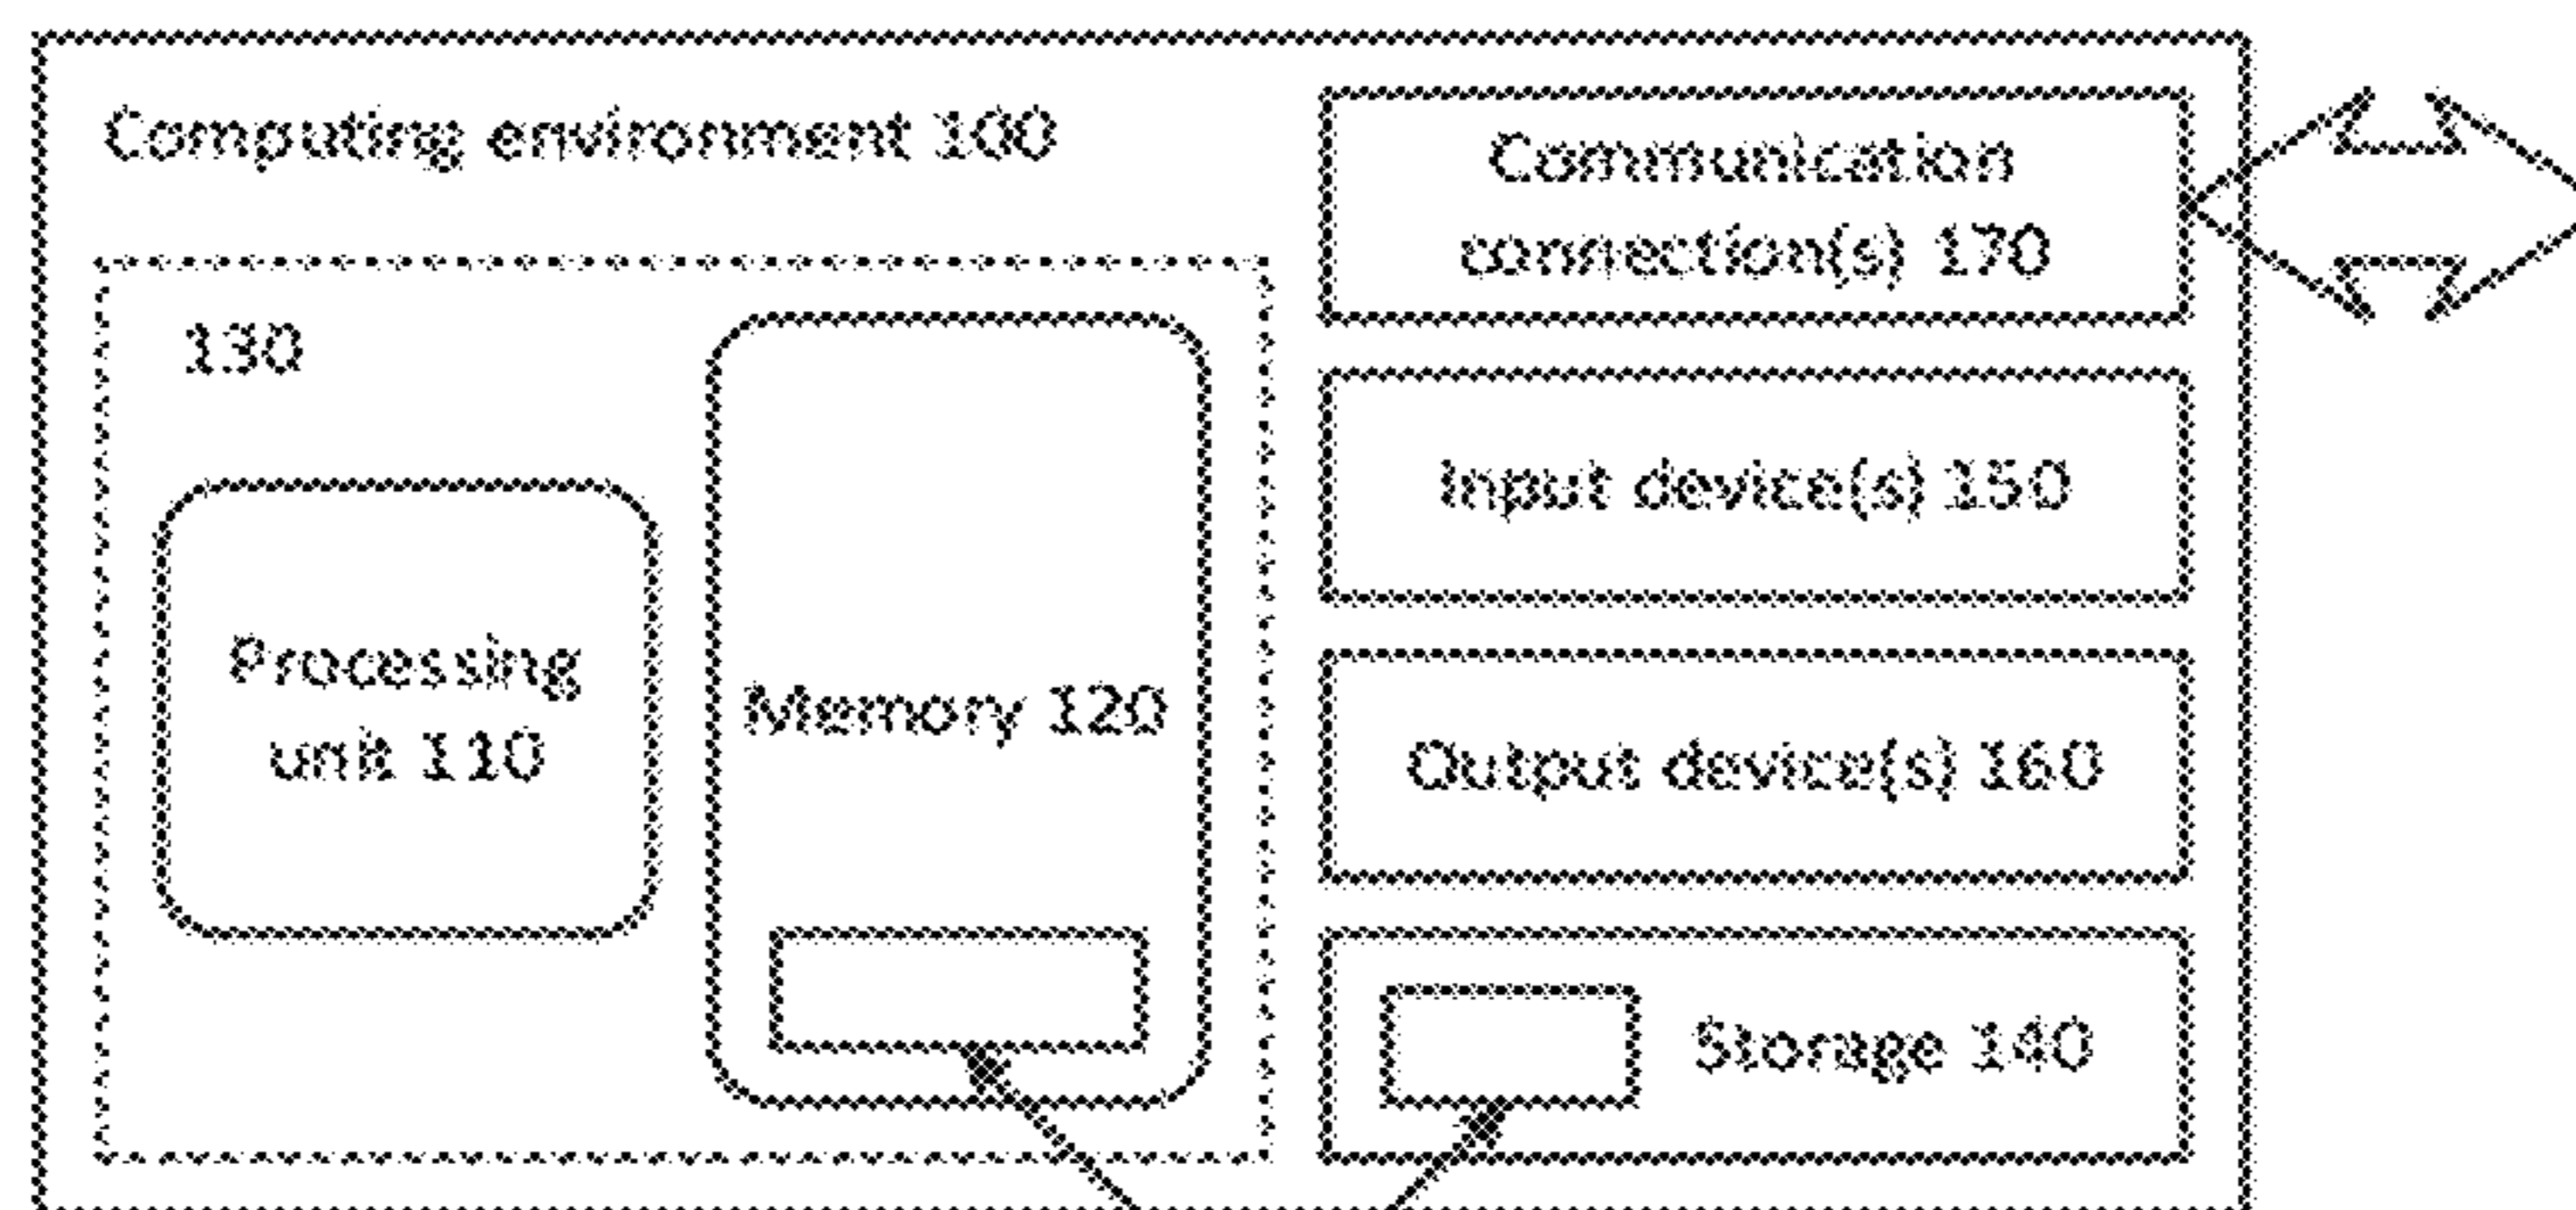 Computing environment 100
130
Processing
unit 110
Memory 120
Communication
connection(s) 170
Input device(s) 150
Output device(s) 160
Storage 140